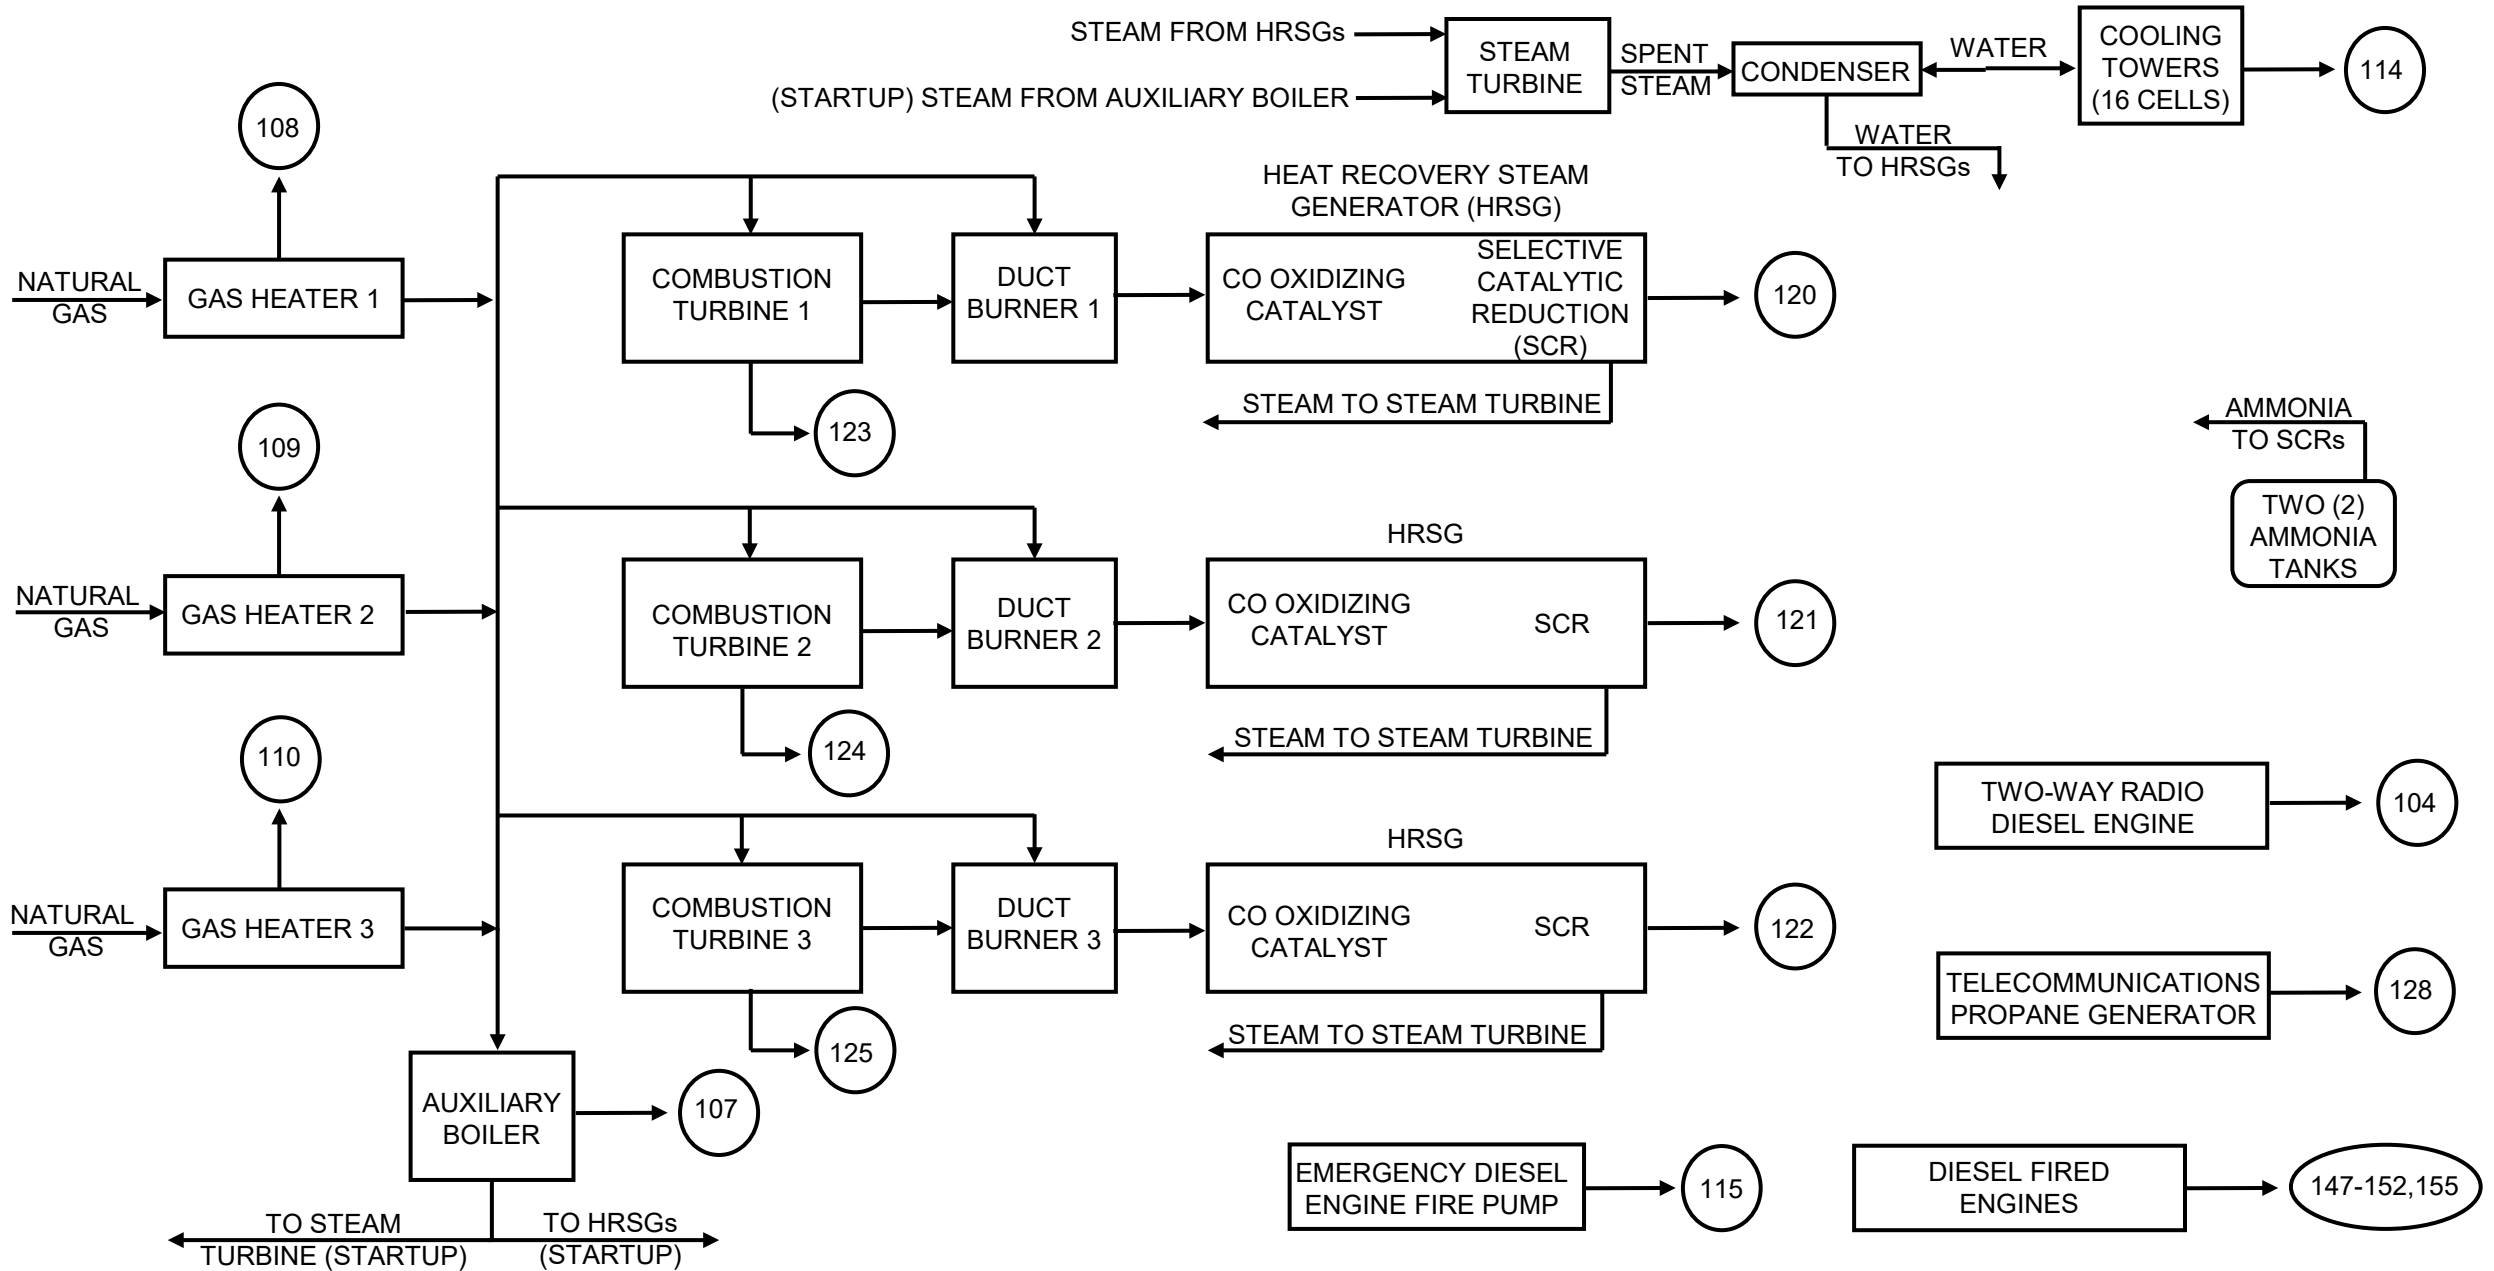 STEAM FROM HRSGs
(STARTUP) STEAM FROM AUXILIARY BOILER
STEAM
TURBINE
SPENT
STEAM
CONDENSER
WATER
COOLING
TOWERS
(16 CELLS)
114
WATER
TO HRSGs
108
NATURAL
GAS
GAS HEATER 1
COMBUSTION
TURBINE 1
DUCT
BURNER 1
HEAT RECOVERY STEAM
GENERATOR (HRSG)
CO OXIDIZING
CATALYST
SELECTIVE
CATALYTIC
REDUCTION
(SCR)
120
123
STEAM TO STEAM TURBINE
AMMONIA
TO SCRs
TWO (2)
AMMONIA
TANKS
109
NATURAL
GAS
GAS HEATER 2
COMBUSTION
TURBINE 2
DUCT
BURNER 2
HRSG
CO OXIDIZING
CATALYST
SCR
121
124
STEAM TO STEAM TURBINE
110
NATURAL
GAS
GAS HEATER 3
COMBUSTION
TURBINE 3
DUCT
BURNER 3
HRSG
CO OXIDIZING
CATALYST
SCR
122
125
STEAM TO STEAM TURBINE
TWO-WAY RADIO
DIESEL ENGINE
104
TELECOMMUNICATIONS
PROPANE GENERATOR
128
AUXILIARY
BOILER
107
TO STEAM
TURBINE (STARTUP)
TO HRSGs
(STARTUP)
EMERGENCY DIESEL
ENGINE FIRE PUMP
115
DIESEL FIRED
ENGINES
147-152,155